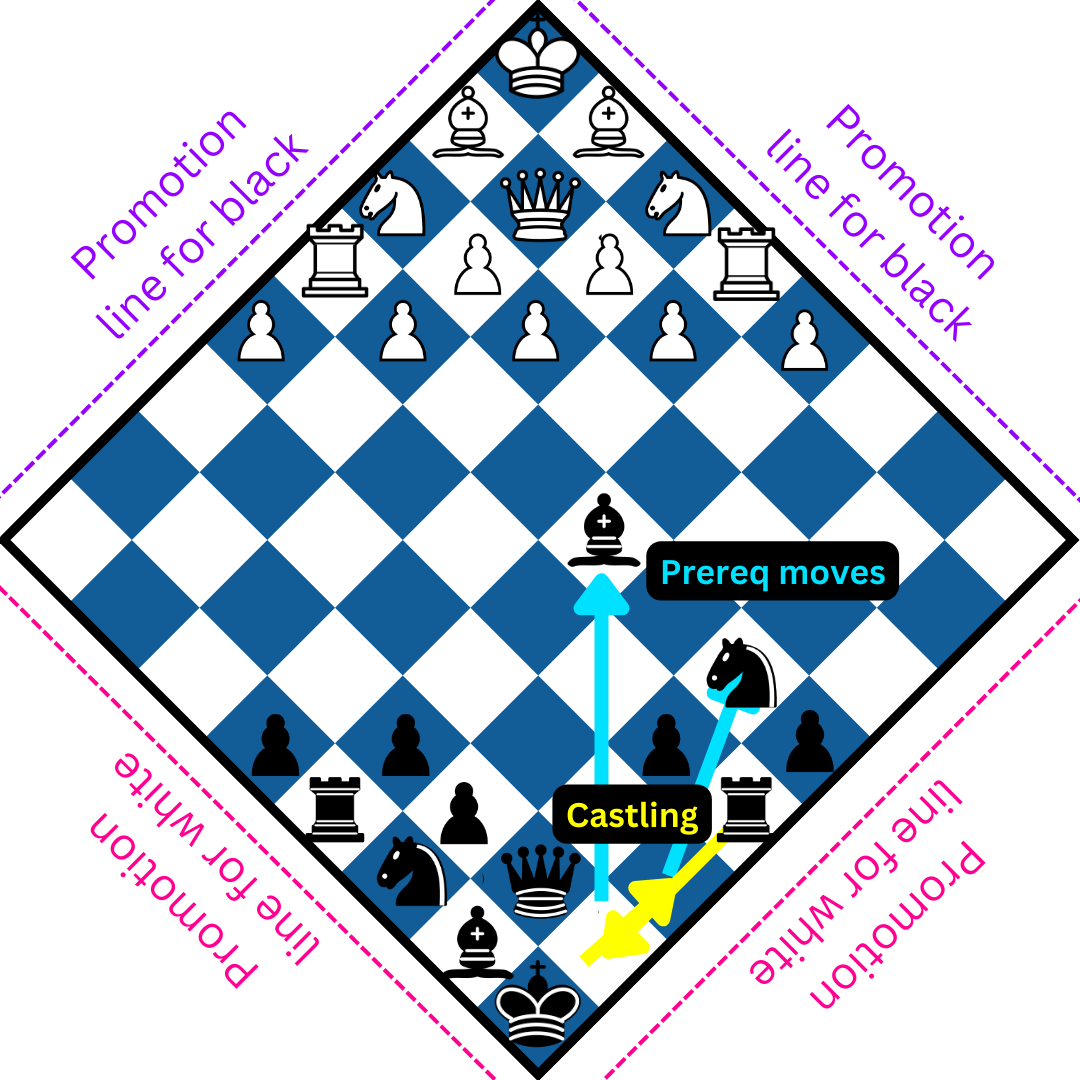 Promotion
line for black
Promotion
line for black
Prereq moves
Castling
Promotion
line for white
Promotion
line for white